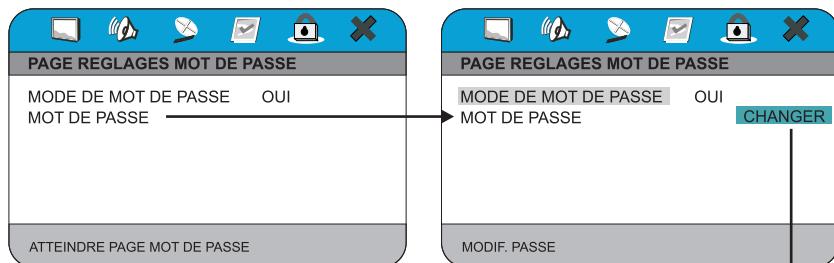 PAGE REGLAGES MOT DE PASSE
MODE DE MOT DE PASSE OUI
MOT DE PASSE
ATTEINDRE PAGE MOT DE PASSE
PAGE REGLAGES MOT DE PASSE
MODE DE MOT DE PASSE OUI
MOT DE PASSE CHANGER
MODIF. PASSE